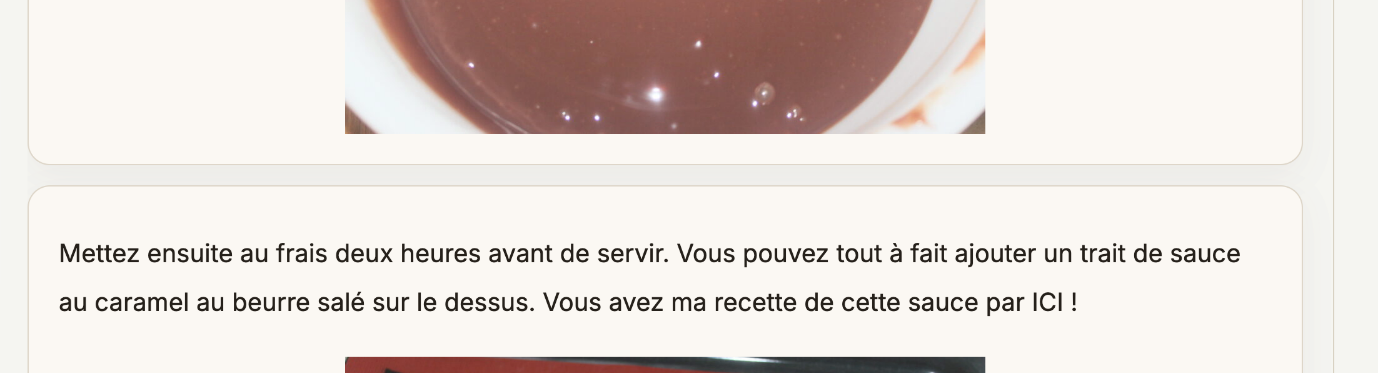 Mettez ensuite au frais deux heures avant de servir. Vous pouvez tout à fait ajouter un trait de sauce
au caramel au beurre salé sur le dessus. Vous avez ma recette de cette sauce par ICI !